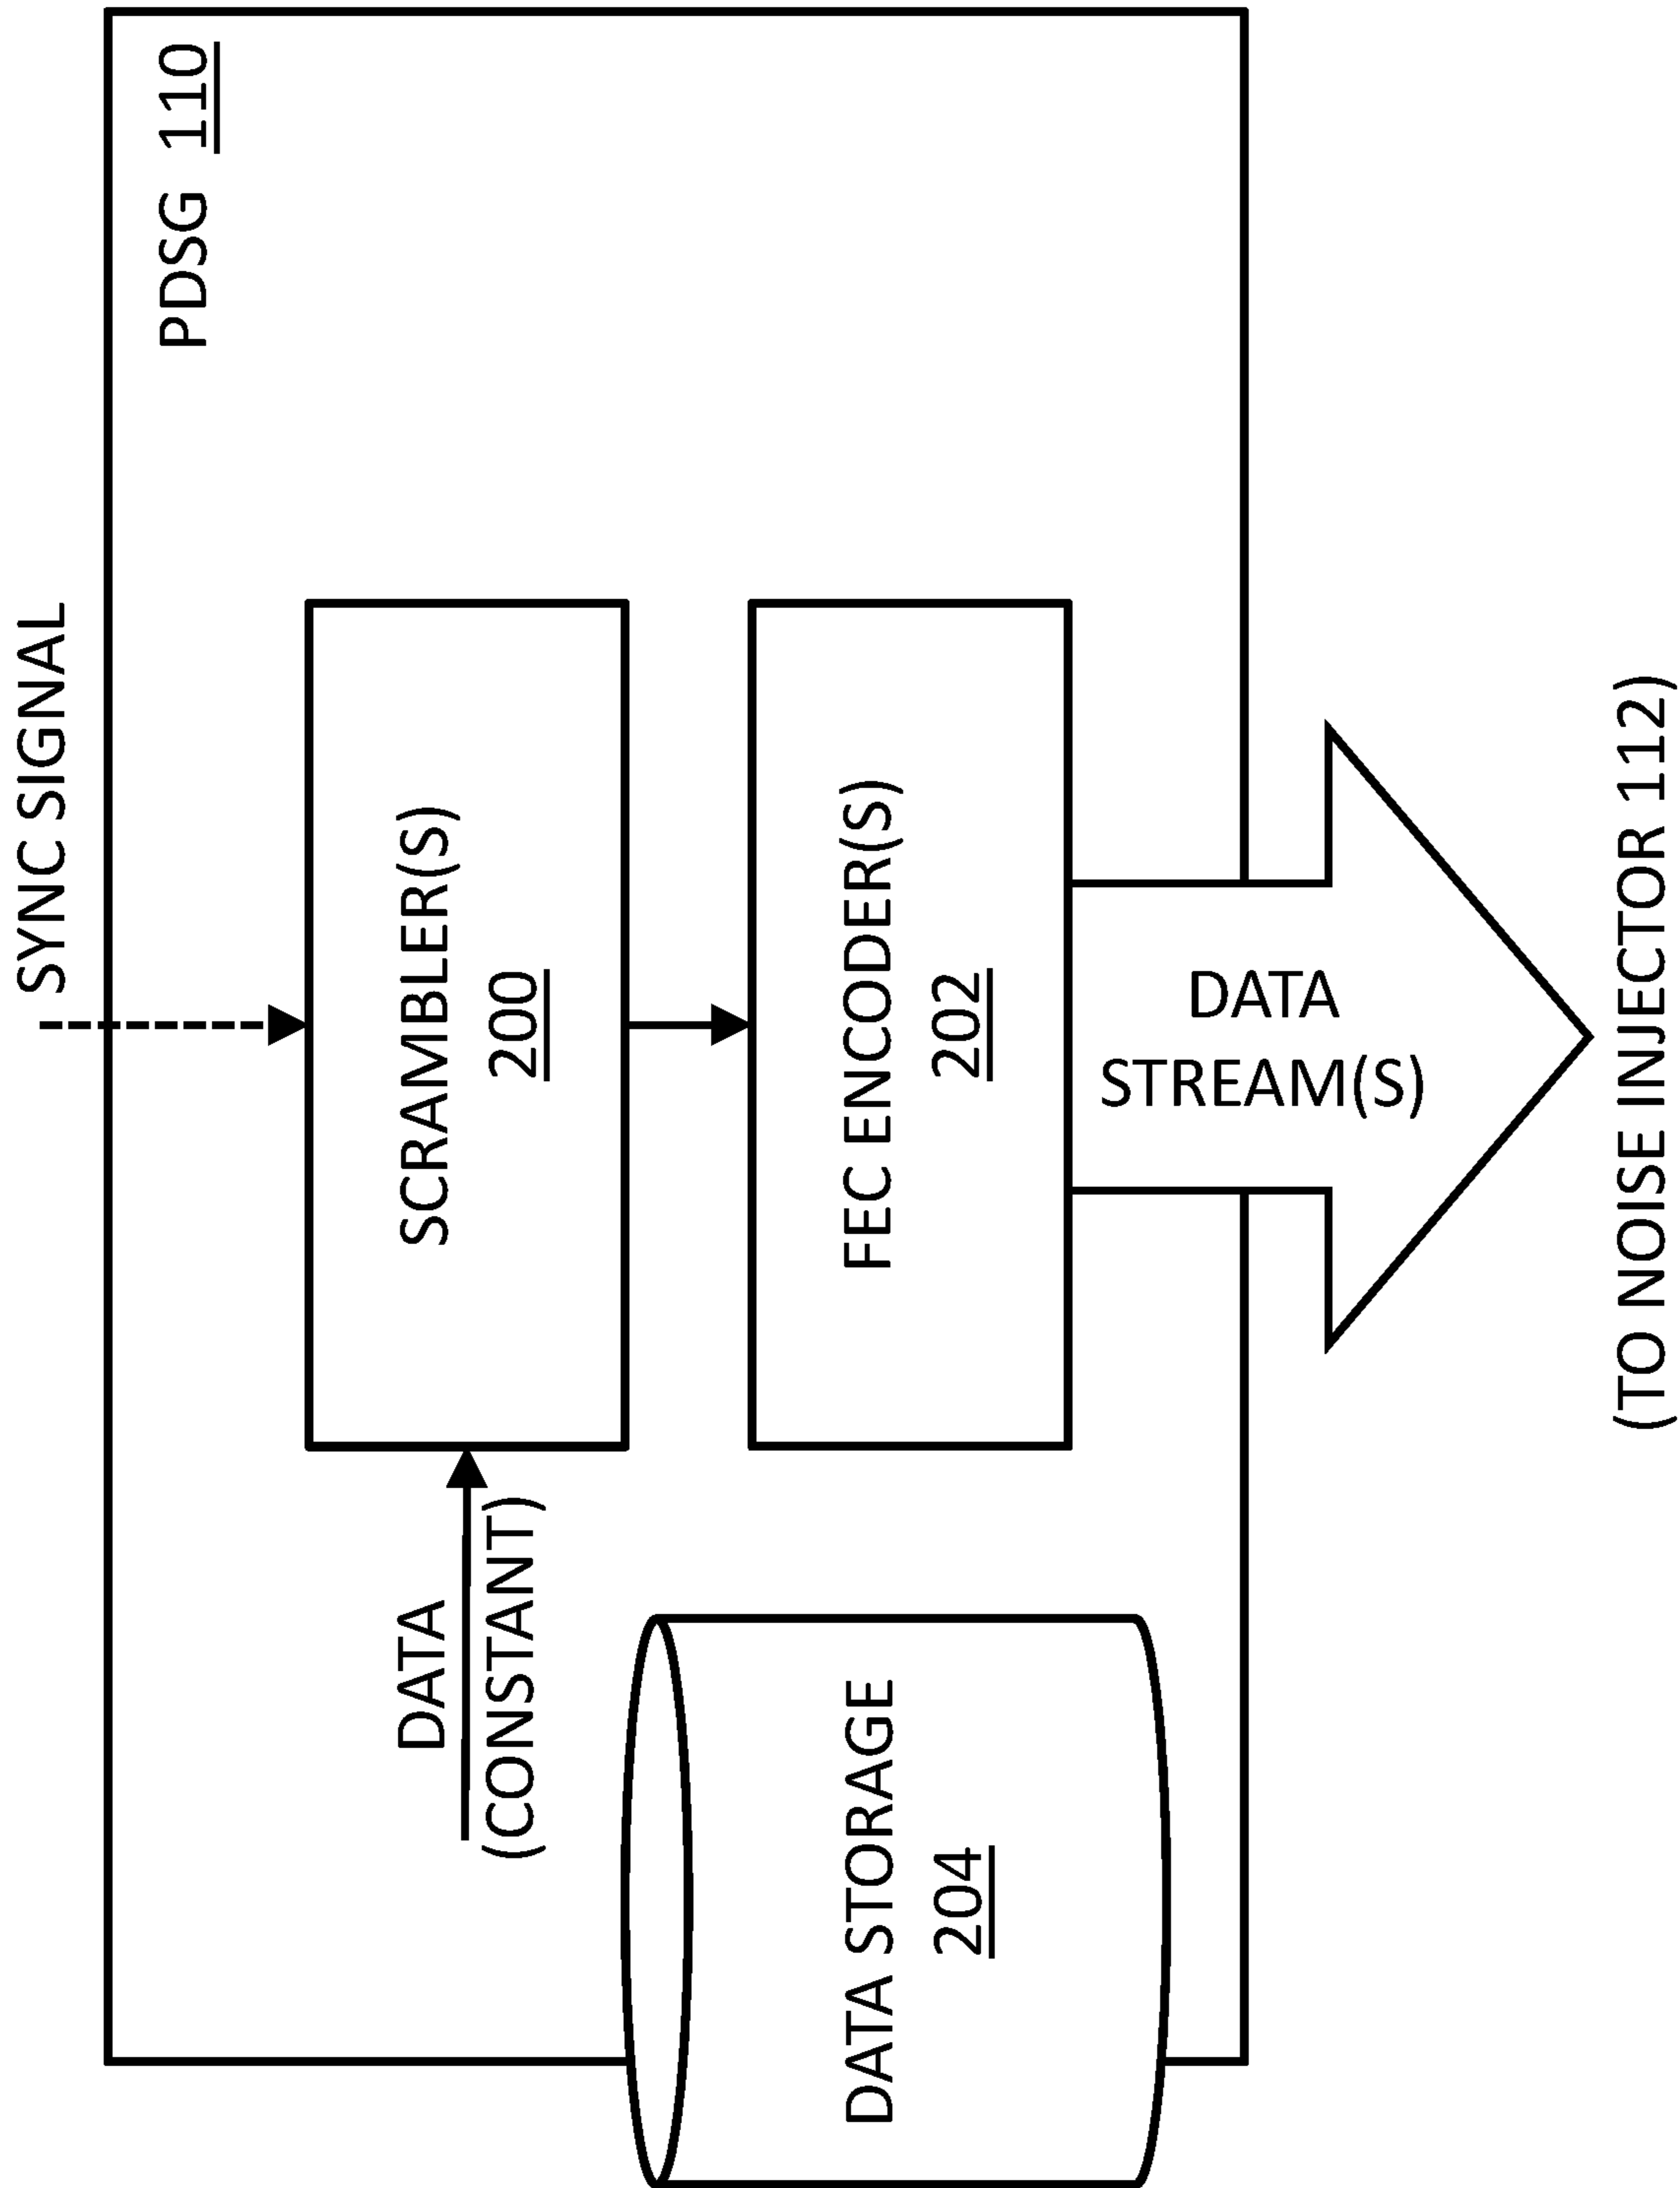 SYNC SIGNAL
PDSG 110
SCRAMBLER(S)
200
DATA
(CONSTANT)
FEC ENCODER(S)
202
DATA STORAGE
204
DATA
STREAM(S)
(TO NOISE INJECTOR 112)